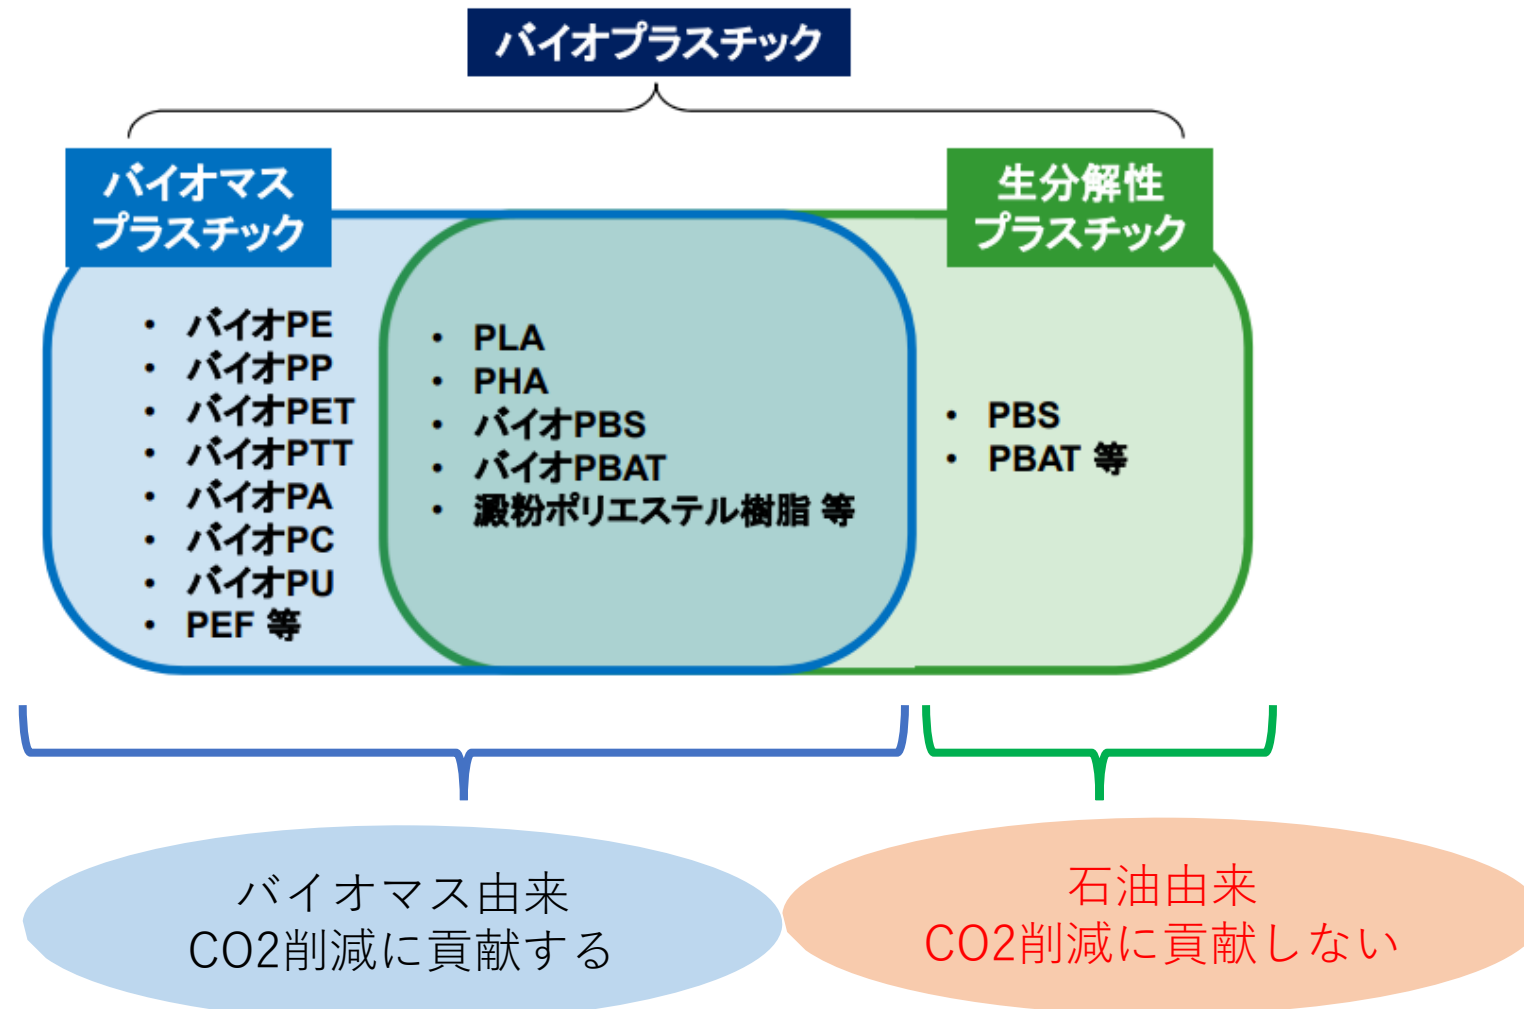 バイオプラスチック
バイオマス
プラスチック
生分解性
プラスチック
・ バイオPE
・ バイオPP
・ バイオPET
・ バイオPTT
・ バイオPA
・ バイオPC
・ バイオPU
・ PEF 等
・ PLA
・ PHA
・ バイオPBS
・ バイオPBAT
・ 澱粉ポリエステル樹脂 等
・ PBS
・ PBAT 等
バイオマス由来
CO2削減に貢献する
石油由来
CO2削減に貢献しない